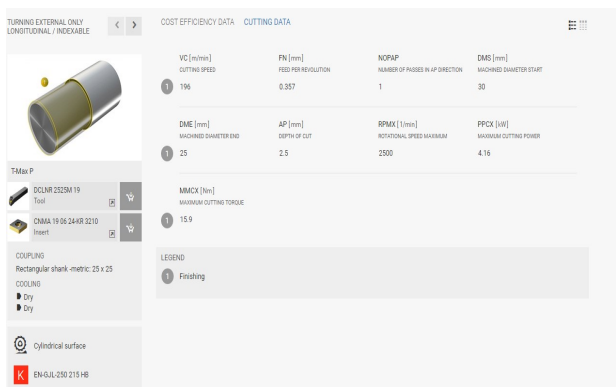 TURNING EXTERNAL ONLY
LONGITUDINAL / INDEXABLE
COST EFFICIENCY DATA CUTTING DATA
T-Max P
DCLNR 2525M 19
Tool
CNMA 19 06 24-KR 3210
Insert
COUPLING
Rectangular shank -metric: 25 x 25
COOLING
Dry
Dry
Cylindrical surface
K EN-GJL-250 215 HB
VC [m/min] FN [mm] NOPAP DMS [mm]
CUTTING SPEED FEED PER REVOLUTION NUMBER OF PASSES IN AP DIRECTION MACHINED DIAMETER START
1 196 0.357 1 30
DME [mm] AP [mm] RPMX [1/min] PPCX [kW]
MACHINED DIAMETER END DEPTH OF CUT ROTATIONAL SPEED MAXIMUM MAXIMUM CUTTING POWER
1 25 2.5 2500 4.16
MMCX [Nm]
MAXIMUM CUTTING TORQUE
1 15.9
LEGEND
1 Finishing